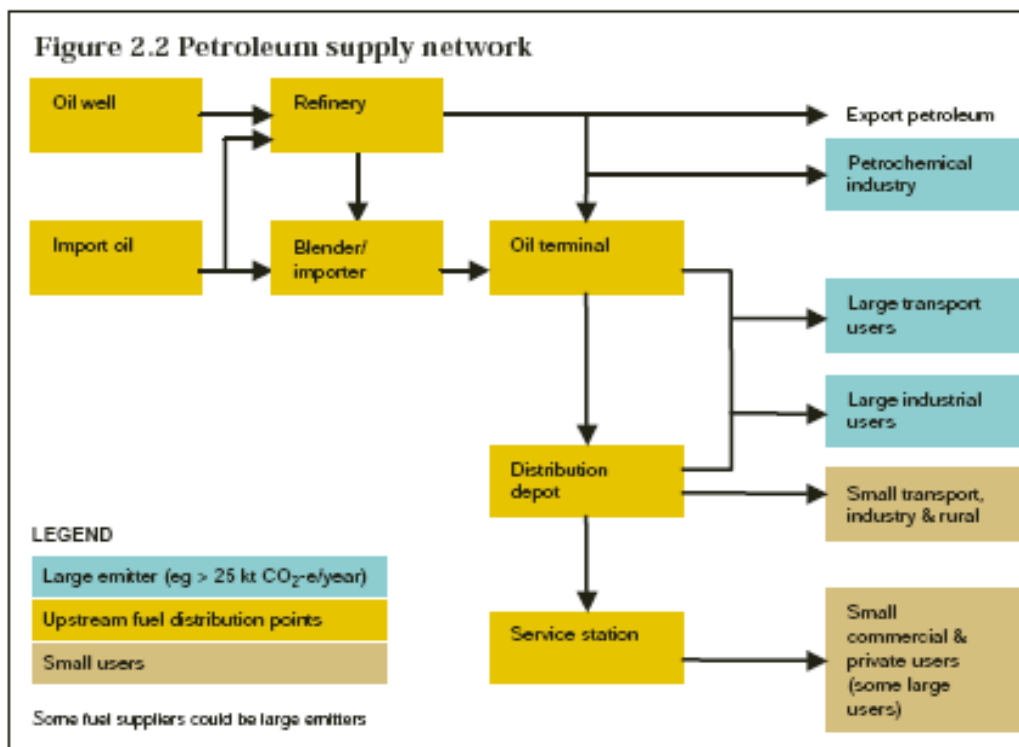 Figure 2.2 Petroleum supply network
Oil well
Refinery
Export petroleum
Petrochemical
industry
Import oil
Blender/
importer
Oil terminal
Large transport
users
Large industrial
users
Distribution
depot
Small transport,
industry & rural
LEGEND
Large emitter (eg > 25 kt CO₂-e/year)
Upstream fuel distribution points
Small users
Service station
Small
commercial &
private users
(some large
users)
Some fuel suppliers could be large emitters